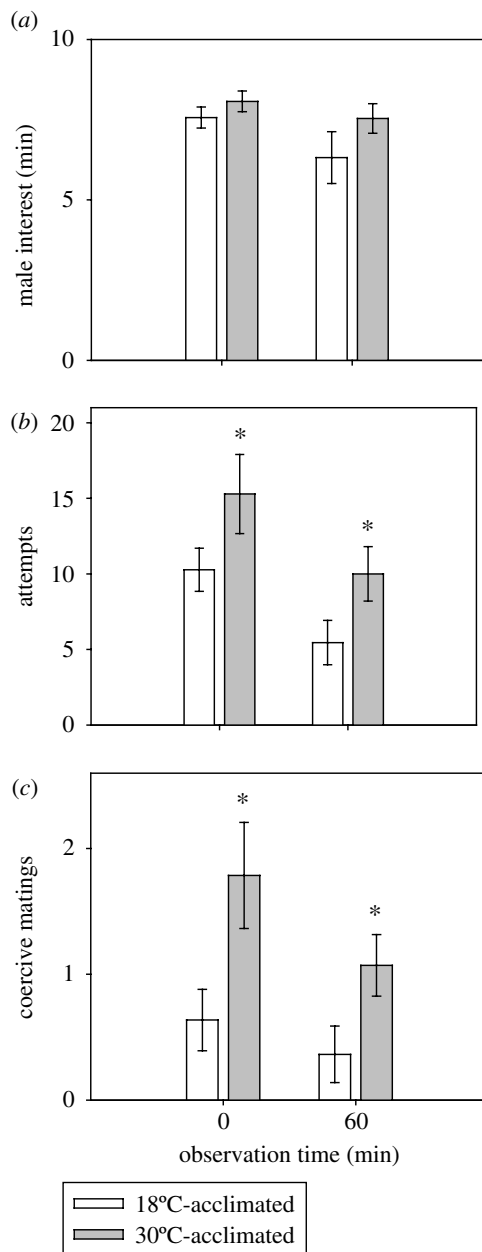 (a)
10
5
0
male interest (min)
(b)
20
15
10
5
0
attempts
*
*
(c)
2
1
0
coercive matings
*
*
0 60
observation time (min)
18ºC-acclimated
30ºC-acclimated